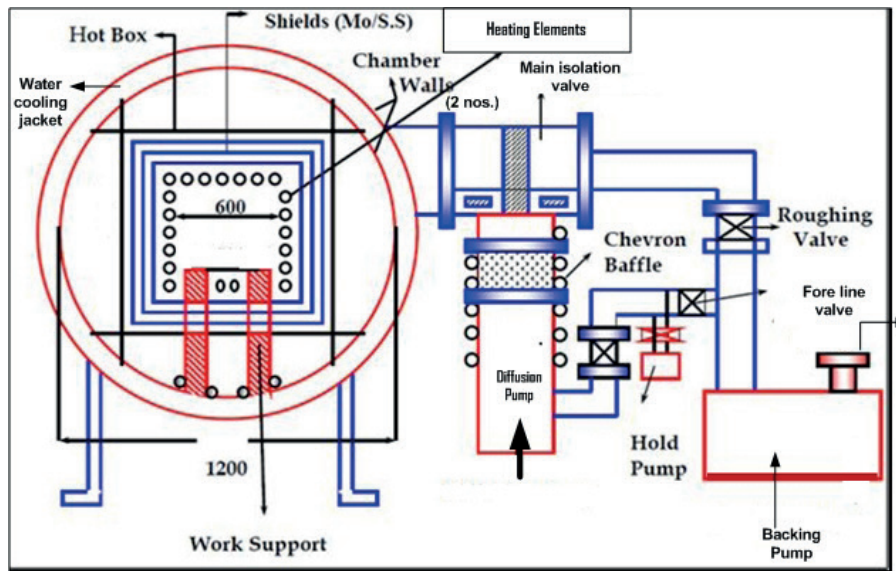 Hot Box
Shields (Mo/S.S)
Heating Elements
Water
cooling
jacket
Chamber
Walls
(2 nos.)
Main isolation
valve
600
Chevron
Baffle
Roughing
Valve
Fore line
valve
Diffusion
Pump
Hold
Pump
1200
Work Support
Backing
Pump